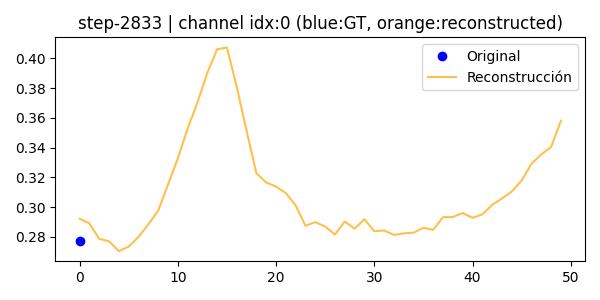 step-2833 | channel idx:0 (blue:GT, orange:reconstructed)
Original
Reconstrucción
0.40
0.38
0.36
0.34
0.32
0.30
0.28
0 10 20 30 40 50